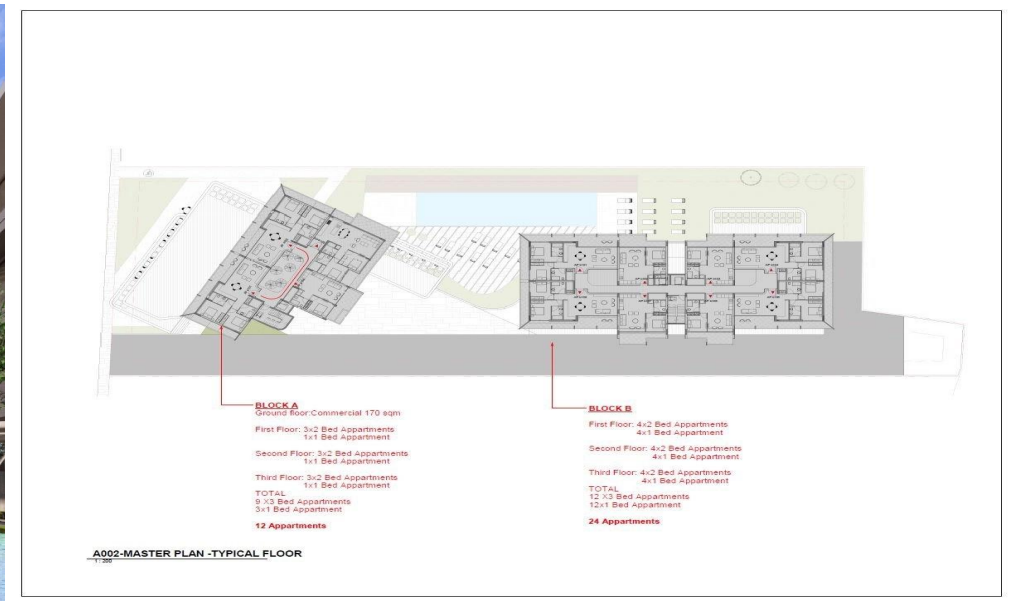 BLOCK A
Ground floor:Commercial 170 sqm
First Floor: 3x2 Bed Appartments
1x1 Bed Appartment
Second Floor: 3x2 Bed Appartments
1x1 Bed Appartment
Third Floor: 3x2 Bed Appartments
1x1 Bed Appartment
TOTAL
9 X3 Bed Appartments
3x1 Bed Appartment
12 Appartments
BLOCK B
First Floor: 4x2 Bed Appartments
4x1 Bed Appartment
Second Floor: 4x2 Bed Appartments
4x1 Bed Appartment
Third Floor: 4x2 Bed Appartments
4x1 Bed Appartment
TOTAL
12 X3 Bed Appartments
12x1 Bed Appartment
24 Appartments
A002-MASTER PLAN -TYPICAL FLOOR
1 : 200